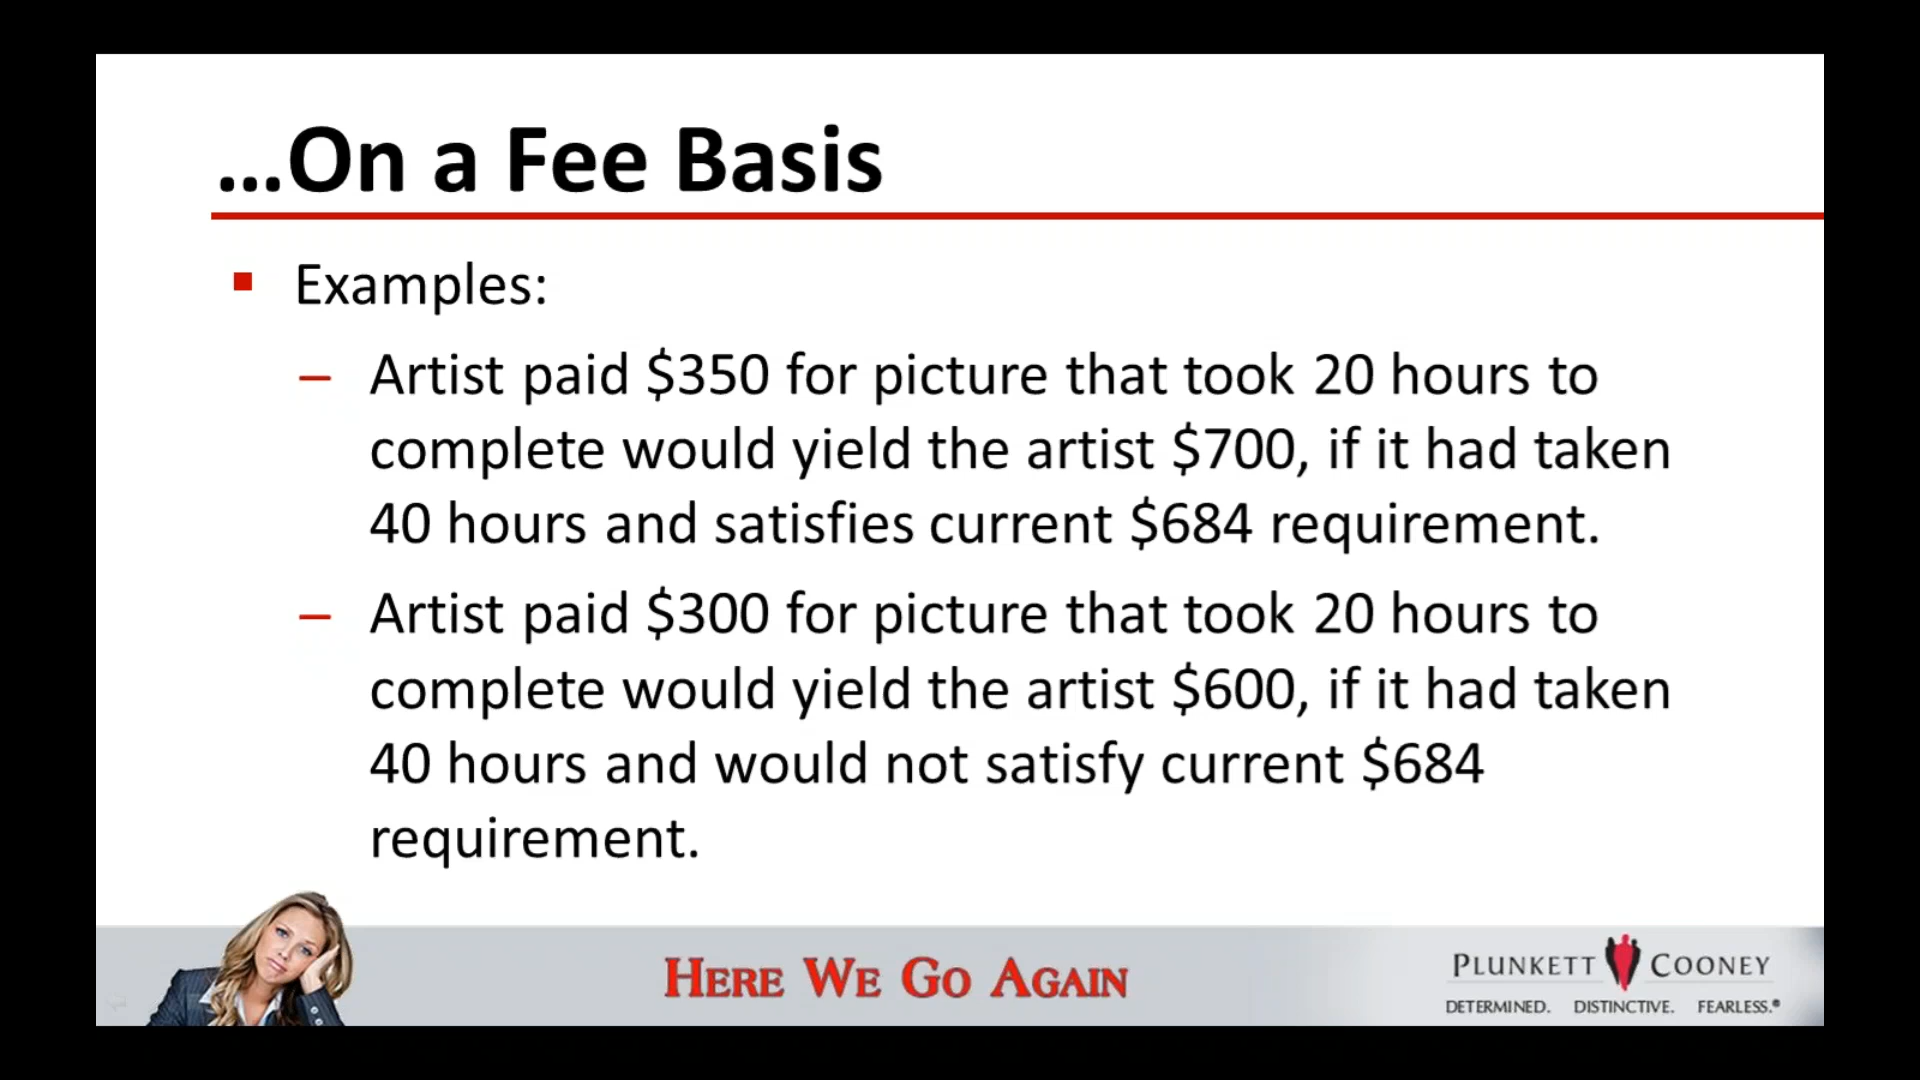 ...On a Fee Basis
Examples:
– Artist paid $350 for picture that took 20 hours to
complete would yield the artist $700, if it had taken
40 hours and satisfies current $684 requirement.
– Artist paid $300 for picture that took 20 hours to
complete would yield the artist $600, if it had taken
40 hours and would not satisfy current $684
requirement.
HERE WE GO AGAIN
PLUNKETT COONEY
DETERMINED. DISTINCTIVE. FEARLESS.®